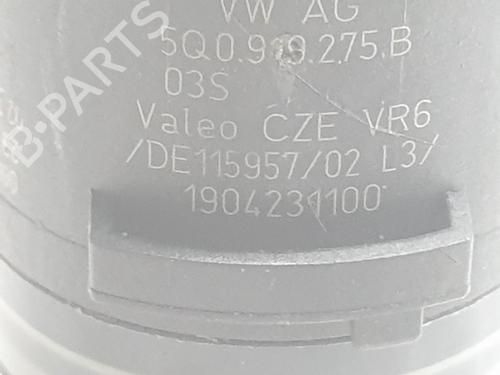 VW AG
5Q0.919.275.B
03S
Valeo CZE VR6
/DE115957/02 L3/
1904231100
B-PARTS